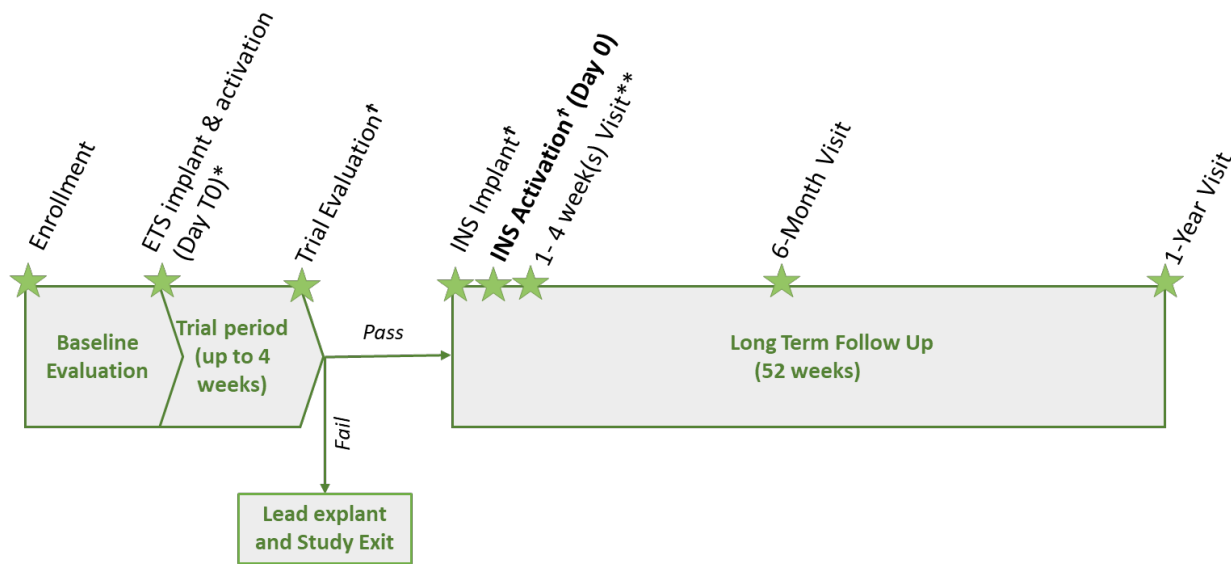 Enrollment
ETS implant & activation
(Day T0)*
Trial Evaluation†
INS Implant†
INS Activation† (Day 0)
1- 4 week(s) Visit**
6-Month Visit
1-Year Visit
Baseline
Evaluation
Trial period
(up to 4
weeks)
Pass
Fail
Long Term Follow Up
(52 weeks)
Lead explant
and Study Exit